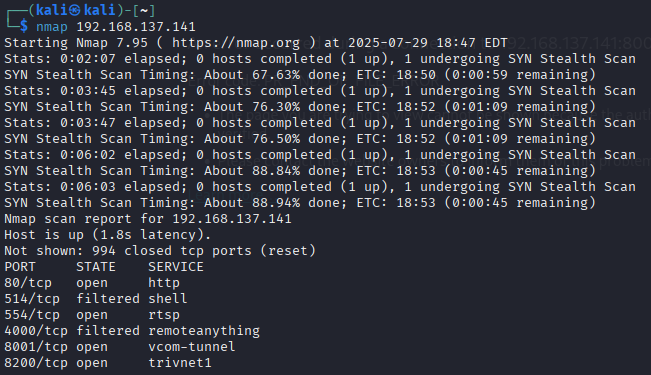 ┌──(kali㉿kali)-[~]
└─$ nmap 192.168.137.141
Starting Nmap 7.95 ( https://nmap.org ) at 2025-07-29 18:47 EDT
Stats: 0:02:07 elapsed; 0 hosts completed (1 up), 1 undergoing SYN Stealth Scan
SYN Stealth Scan Timing: About 67.63% done; ETC: 18:50 (0:00:59 remaining)
Stats: 0:03:45 elapsed; 0 hosts completed (1 up), 1 undergoing SYN Stealth Scan
SYN Stealth Scan Timing: About 76.30% done; ETC: 18:52 (0:01:09 remaining)
Stats: 0:03:47 elapsed; 0 hosts completed (1 up), 1 undergoing SYN Stealth Scan
SYN Stealth Scan Timing: About 76.50% done; ETC: 18:52 (0:01:09 remaining)
Stats: 0:06:02 elapsed; 0 hosts completed (1 up), 1 undergoing SYN Stealth Scan
SYN Stealth Scan Timing: About 88.84% done; ETC: 18:53 (0:00:45 remaining)
Stats: 0:06:03 elapsed; 0 hosts completed (1 up), 1 undergoing SYN Stealth Scan
SYN Stealth Scan Timing: About 88.94% done; ETC: 18:53 (0:00:45 remaining)
Nmap scan report for 192.168.137.141
Host is up (1.8s latency).
Not shown: 994 closed tcp ports (reset)
PORT     STATE    SERVICE
80/tcp   open     http
514/tcp  filtered shell
554/tcp  open     rtsp
4000/tcp filtered remoteanything
8001/tcp open     vcom-tunnel
8200/tcp open     trivnet1